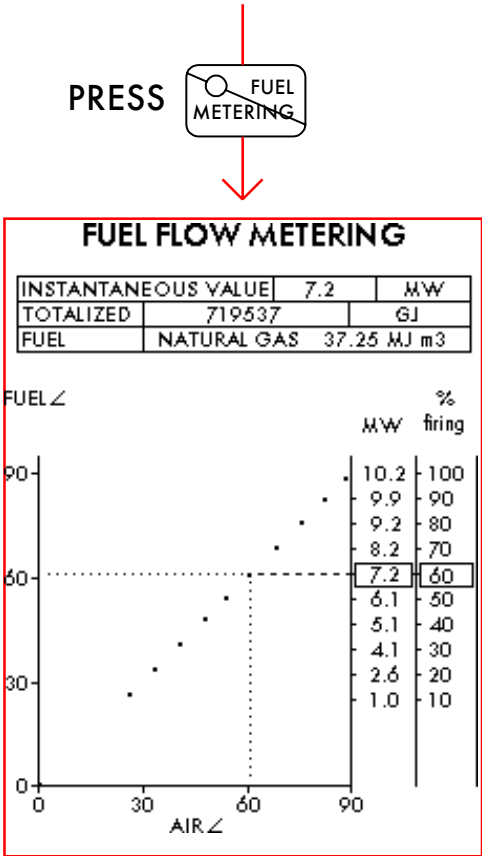 PRESS
FUEL
METERING
FUEL FLOW METERING
INSTANTANEOUS VALUE 7.2 MW
TOTALIZED 719537 GJ
FUEL NATURAL GAS 37.25 MJ m3
FUEL∠ %
MW firing
90 10.2 100
9.9 90
9.2 80
8.2 70
60 7.2 60
6.1 50
5.1 40
4.1 30
30 2.6 20
1.0 10
0
0 30 60 90
AIR∠